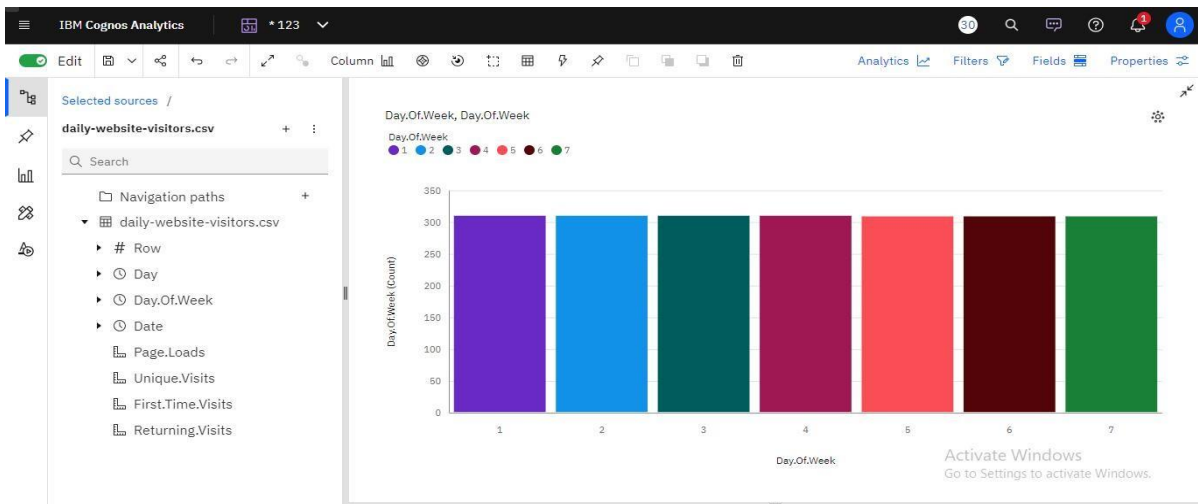 IBM Cognos Analytics
* 123
30
1
Edit
Column
Analytics
Filters
Fields
Properties
Selected sources /
daily-website-visitors.csv
Search
Navigation paths
daily-website-visitors.csv
# Row
Day
Day.Of.Week
Date
Page.Loads
Unique.Visits
First.Time.Visits
Returning.Visits
Day.Of.Week, Day.Of.Week
Day.Of.Week
1 2 3 4 5 6 7
350
300
250
200
150
100
50
0
Day.Of.Week (Count)
1 2 3 4 5 6 7
Day.Of.Week
Activate Windows
Go to Settings to activate Windows.